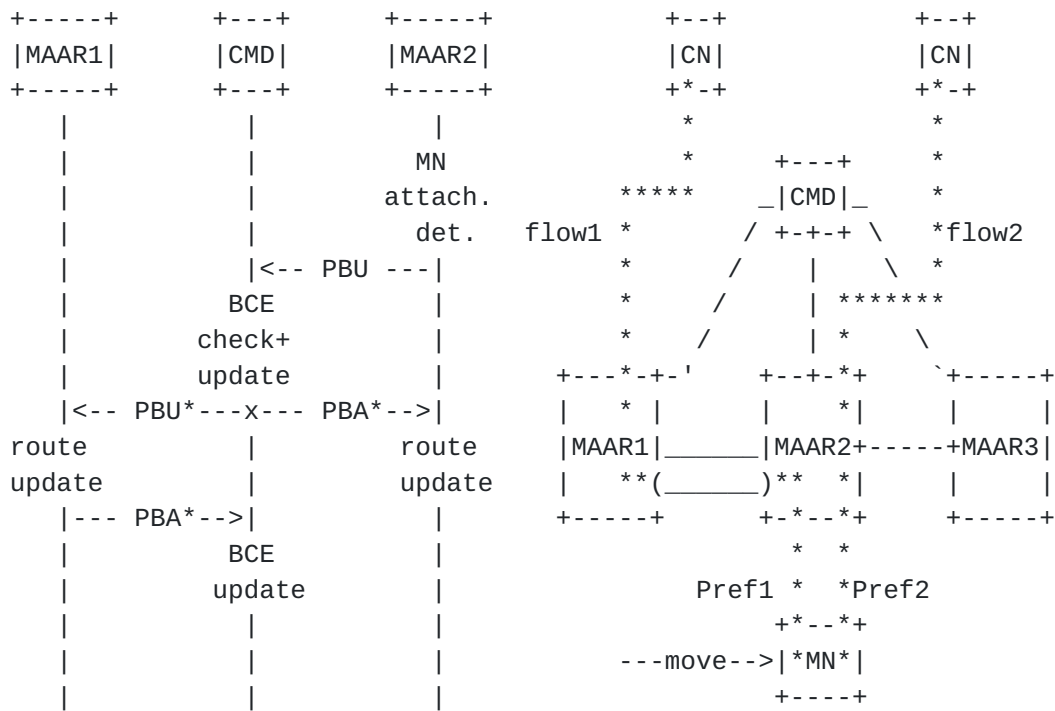 +-----+      +---+      +-----+           +--+            +--+
|MAAR1|      |CMD|      |MAAR2|           |CN|            |CN|
+-----+      +---+      +-----+           +*-+            +*-+
   |           |           |               *               *
   |           |          MN               *     +---+     *
   |           |        attach.        *****    _|CMD|_    *
   |           |          det.   flow1 *       / +-+-+ \   *flow2
   |           |<-- PBU ---|           *      /    |    \  *
   |          BCE          |           *     /     | *******
   |        check+         |           *    /      | *    \
   |        update         |       +---*-+-'    +--+-*+    `+-----+
   |<-- PBU*---x--- PBA*-->|       |   * |      |    *|     |     |
route          |         route     |MAAR1|______|MAAR2+-----+MAAR3|
update         |         update    |   **(______)**  *|     |     |
   |--- PBA*-->|           |       +-----+      +-*--*+     +-----+
   |          BCE          |                      *  *
   |         update        |                Pref1 *  *Pref2
   |           |           |                     +*--*+
   |           |           |           ---move-->|*MN*|
   |           |           |                     +----+